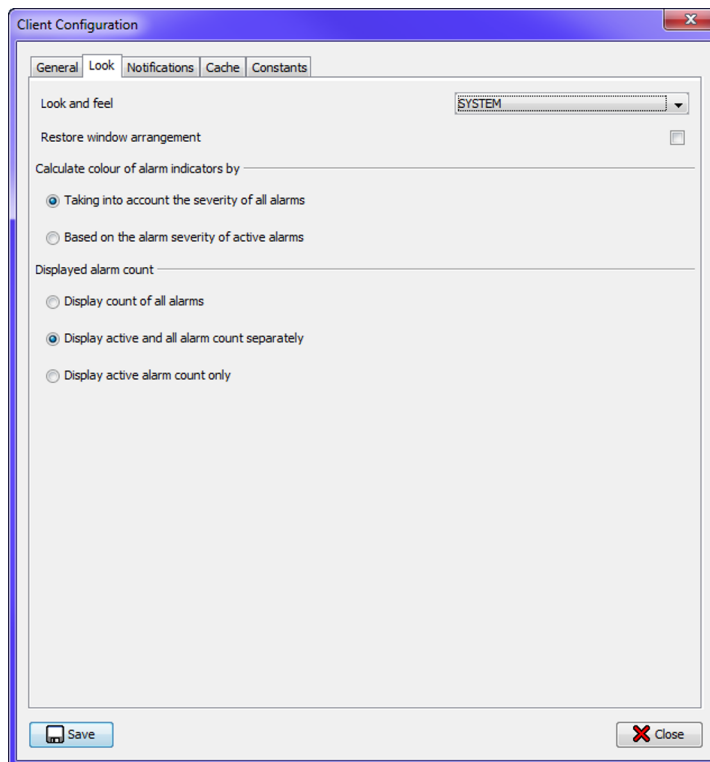 Client Configuration
General Look Notifications Cache Constants
Look and feel SYSTEM
Restore window arrangement
Calculate colour of alarm indicators by
Taking into account the severity of all alarms
Based on the alarm severity of active alarms
Displayed alarm count
Display count of all alarms
Display active and all alarm count separately
Display active alarm count only
Save Close